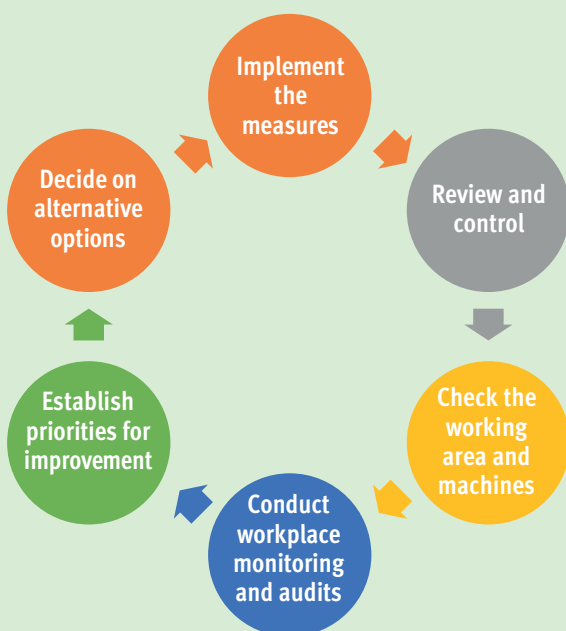 Implement
the
measures
Review and
control
Check the
working
area and
machines
Conduct
workplace
monitoring
and audits
Establish
priorities for
improvement
Decide on
alternative
options